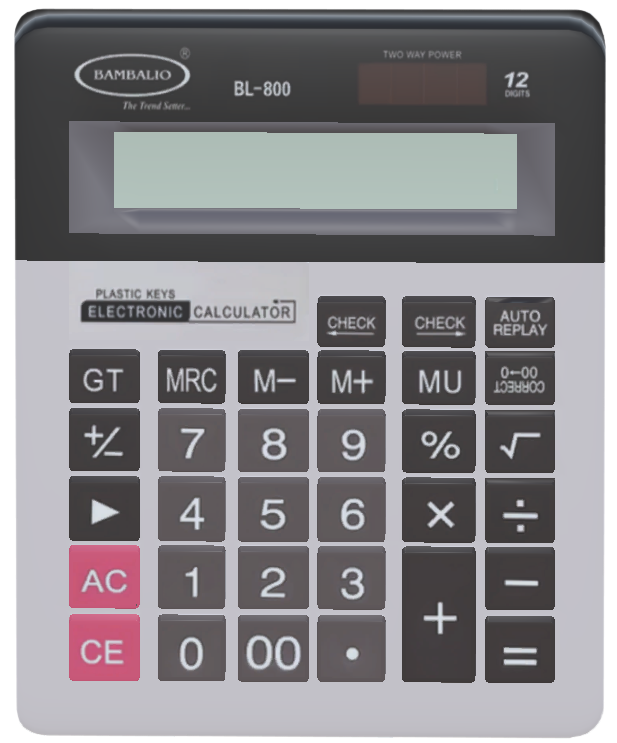 BAMBALIO ®
The Trend Setter...
BL-800
TWO WAY POWER
12
DIGITS
PLASTIC KEYS
ELECTRONIC CALCULATOR
CHECK CHECK AUTO REPLAY
GT MRC M− M+ MU CORRECT 00→0
+/− 7 8 9 % √
▶ 4 5 6 × ÷
AC 1 2 3 + −
CE 0 00 • =